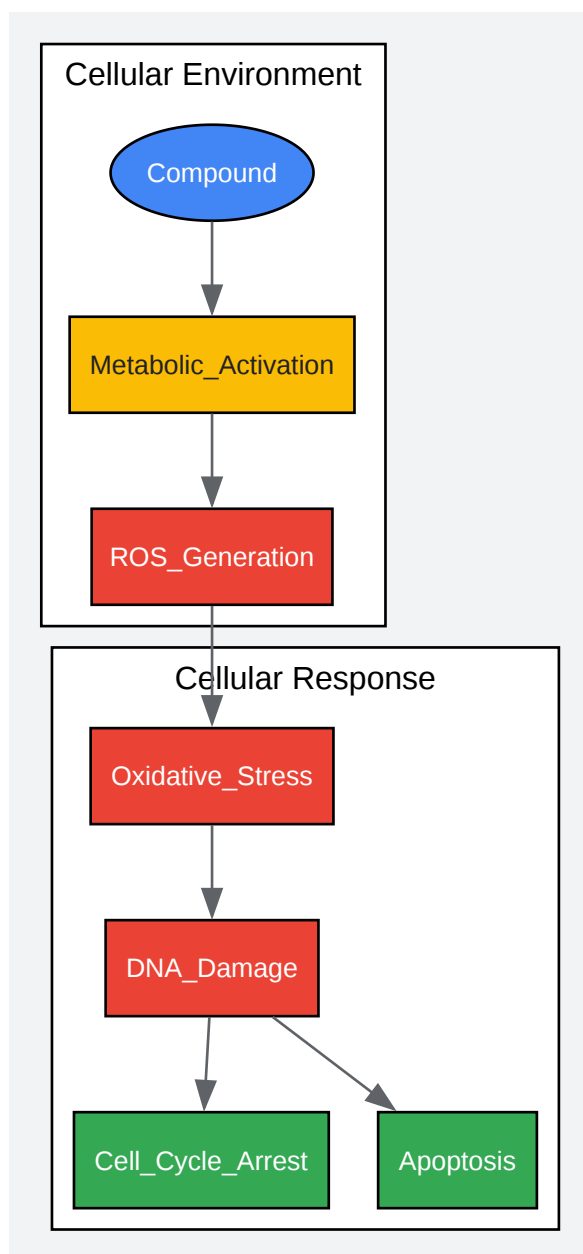 Cellular Environment
Compound
Metabolic_Activation
ROS_Generation
Cellular Response
Oxidative_Stress
DNA_Damage
Cell_Cycle_Arrest
Apoptosis